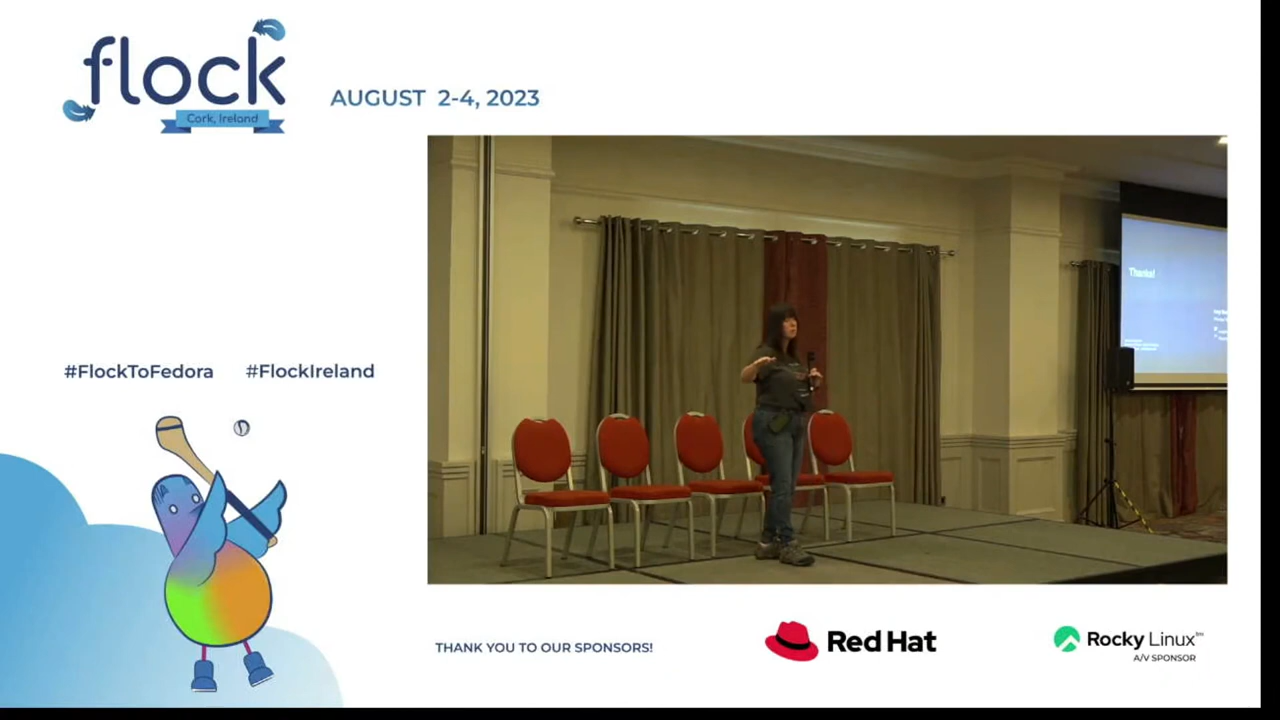 flock
Cork, Ireland
AUGUST 2-4, 2023
Thanks!
#FlockToFedora #FlockIreland
THANK YOU TO OUR SPONSORS!
Red Hat
Rocky Linux™
A/V SPONSOR